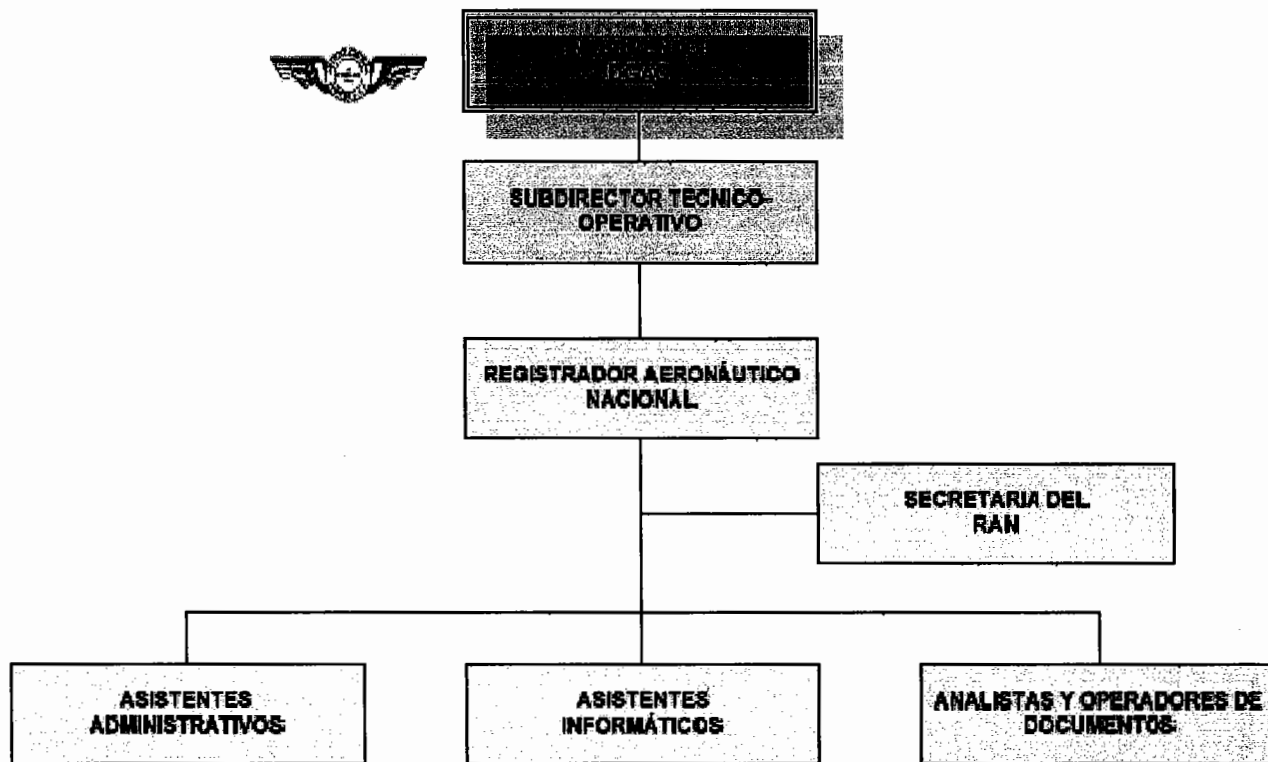 SUBDIRECTOR TECNICO-
OPERATIVO
REGISTRADOR AERONÁUTICO
NACIONAL
SECRETARIA DEL
RAN
ASISTENTES
ADMINISTRATIVOS
ASISTENTES
INFORMÁTICOS
ANALISTAS Y OPERADORES DE
DOCUMENTOS